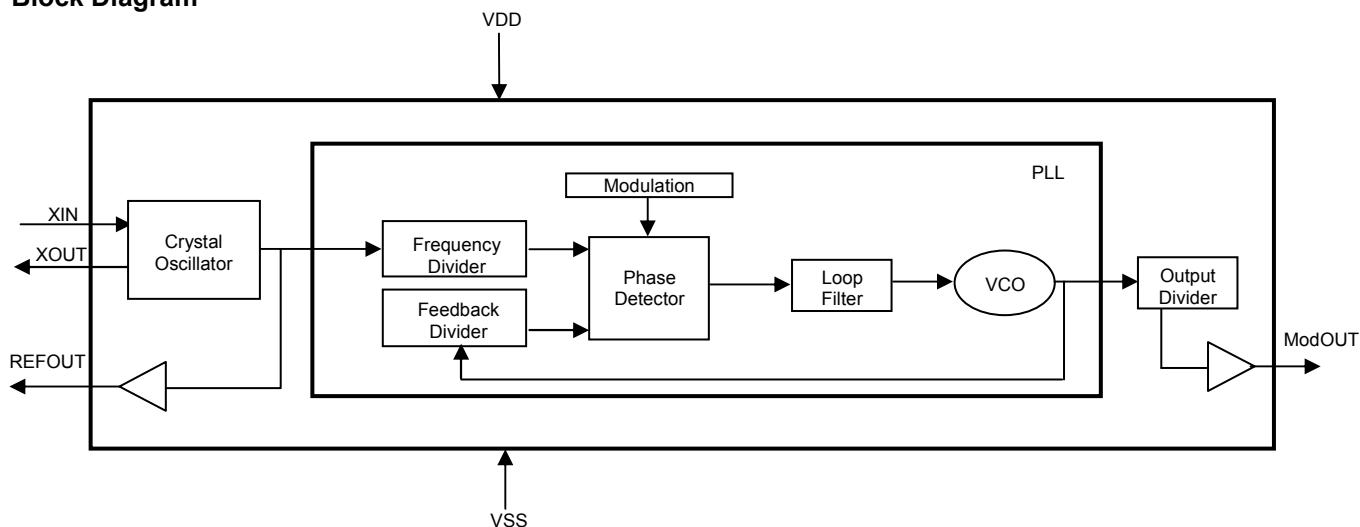 Block Diagram
VDD
PLL
Modulation
XIN
XOUT
Crystal
Oscillator
Frequency
Divider
Feedback
Divider
Phase
Detector
Loop
Filter
VCO
Output
Divider
REFOUT
ModOUT
VSS